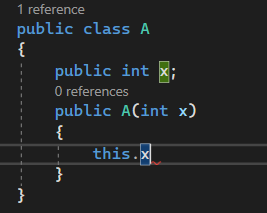 1 reference
public class A
{
public int x;
0 references
public A(int x)
{
this.x
}
}